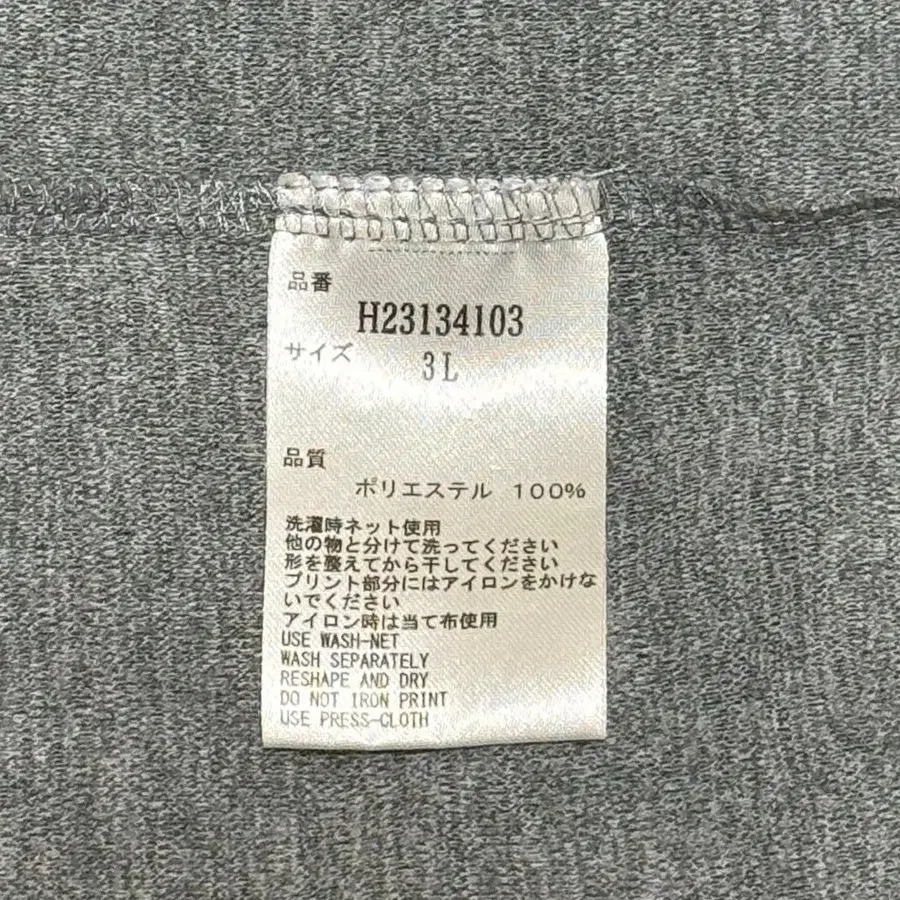 品番
H23134103
サイズ
3L
品質
ポリエステル 100%
洗濯時ネット使用
他の物と分けて洗ってください
形を整えてから干してください
プリント部分にはアイロンをかけな
いでください
アイロン時は当て布使用
USE WASH-NET
WASH SEPARATELY
RESHAPE AND DRY
DO NOT IRON PRINT
USE PRESS-CLOTH